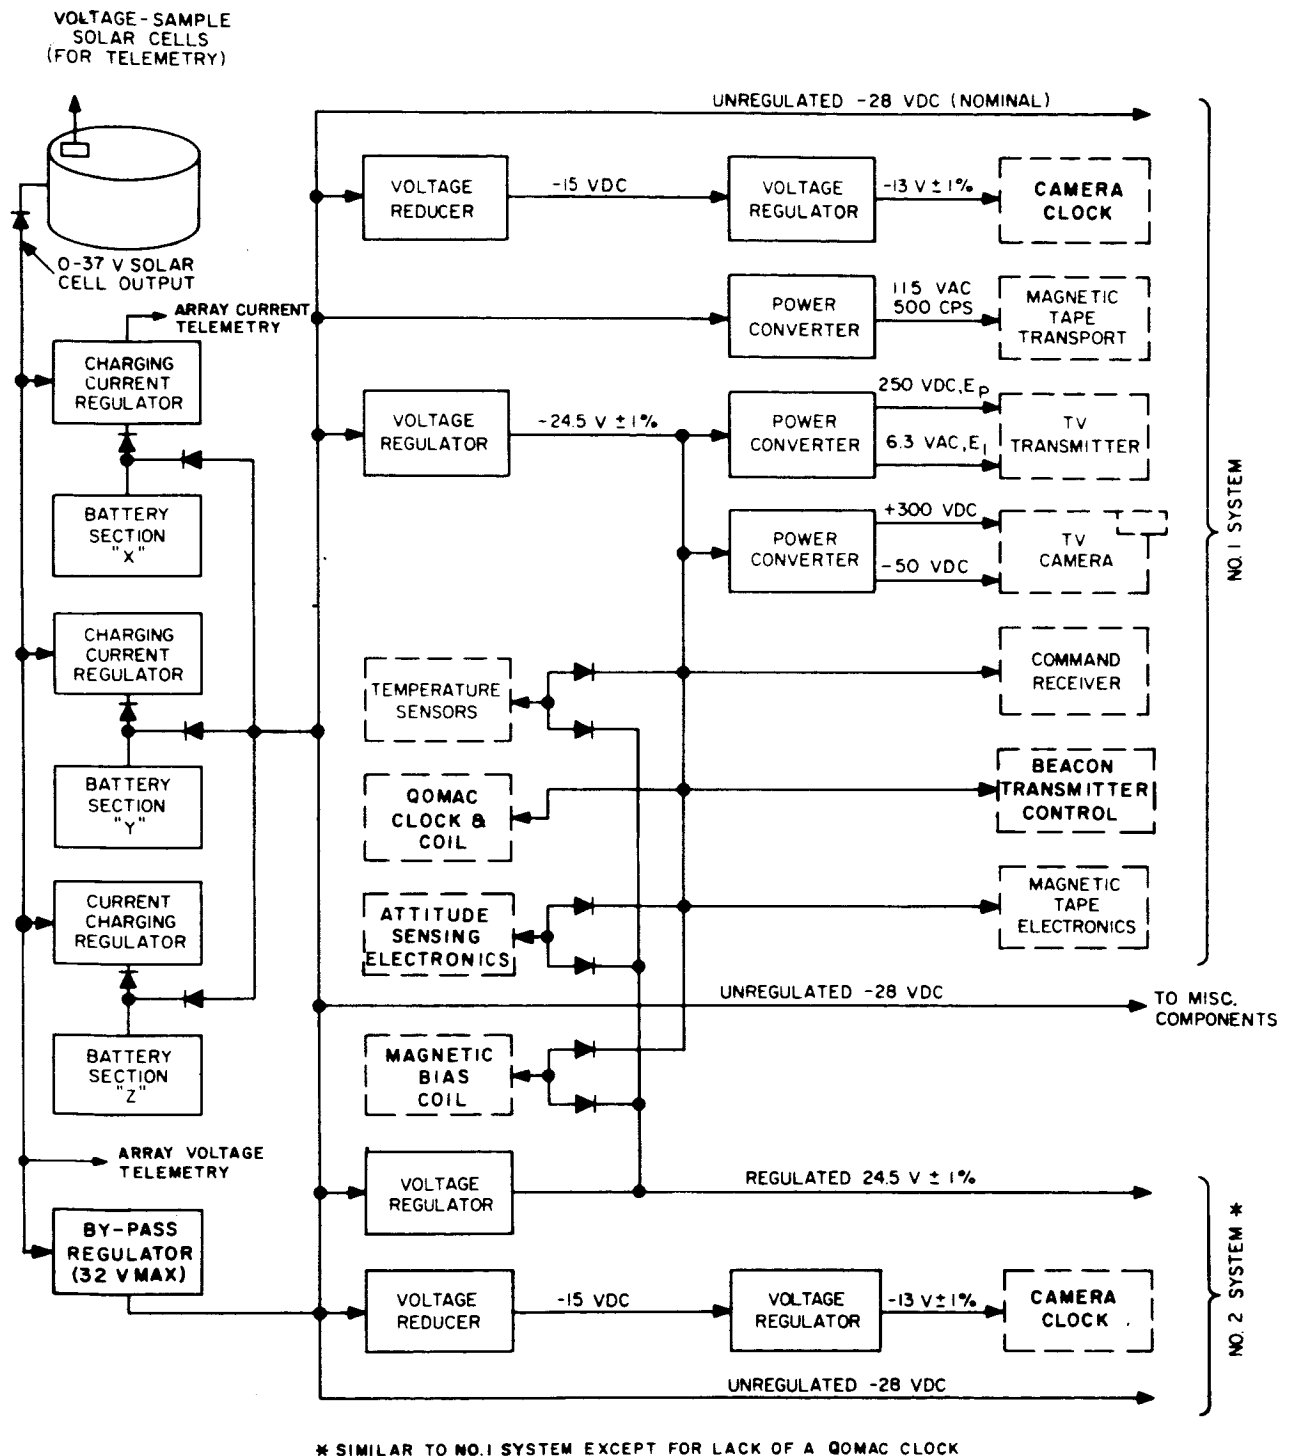 VOLTAGE-SAMPLE
SOLAR CELLS
(FOR TELEMETRY)
0-37 V SOLAR
CELL OUTPUT
ARRAY CURRENT
TELEMETRY
CHARGING
CURRENT
REGULATOR
BATTERY
SECTION
"X"
CHARGING
CURRENT
REGULATOR
BATTERY
SECTION
"Y"
CURRENT
CHARGING
REGULATOR
BATTERY
SECTION
"Z"
ARRAY VOLTAGE
TELEMETRY
BY-PASS
REGULATOR
(32 V MAX)
UNREGULATED -28 VDC (NOMINAL)
VOLTAGE
REDUCER
-15 VDC
VOLTAGE
REGULATOR
-13 V ± 1%
CAMERA
CLOCK
POWER
CONVERTER
115 VAC
500 CPS
MAGNETIC
TAPE
TRANSPORT
VOLTAGE
REGULATOR
-24.5 V ± 1%
POWER
CONVERTER
250 VDC, Ep
6.3 VAC, E1
TV
TRANSMITTER
POWER
CONVERTER
+300 VDC
-50 VDC
TV
CAMERA
TEMPERATURE
SENSORS
COMMAND
RECEIVER
QOMAC
CLOCK &
COIL
BEACON
TRANSMITTER
CONTROL
ATTITUDE
SENSING
ELECTRONICS
MAGNETIC
TAPE
ELECTRONICS
NO. 1 SYSTEM
UNREGULATED -28 VDC
TO MISC.
COMPONENTS
MAGNETIC
BIAS
COIL
VOLTAGE
REGULATOR
REGULATED 24.5 V ± 1%
VOLTAGE
REDUCER
-15 VDC
VOLTAGE
REGULATOR
-13 V ± 1%
CAMERA
CLOCK
UNREGULATED -28 VDC
NO. 2 SYSTEM *
* SIMILAR TO NO. 1 SYSTEM EXCEPT FOR LACK OF A QOMAC CLOCK